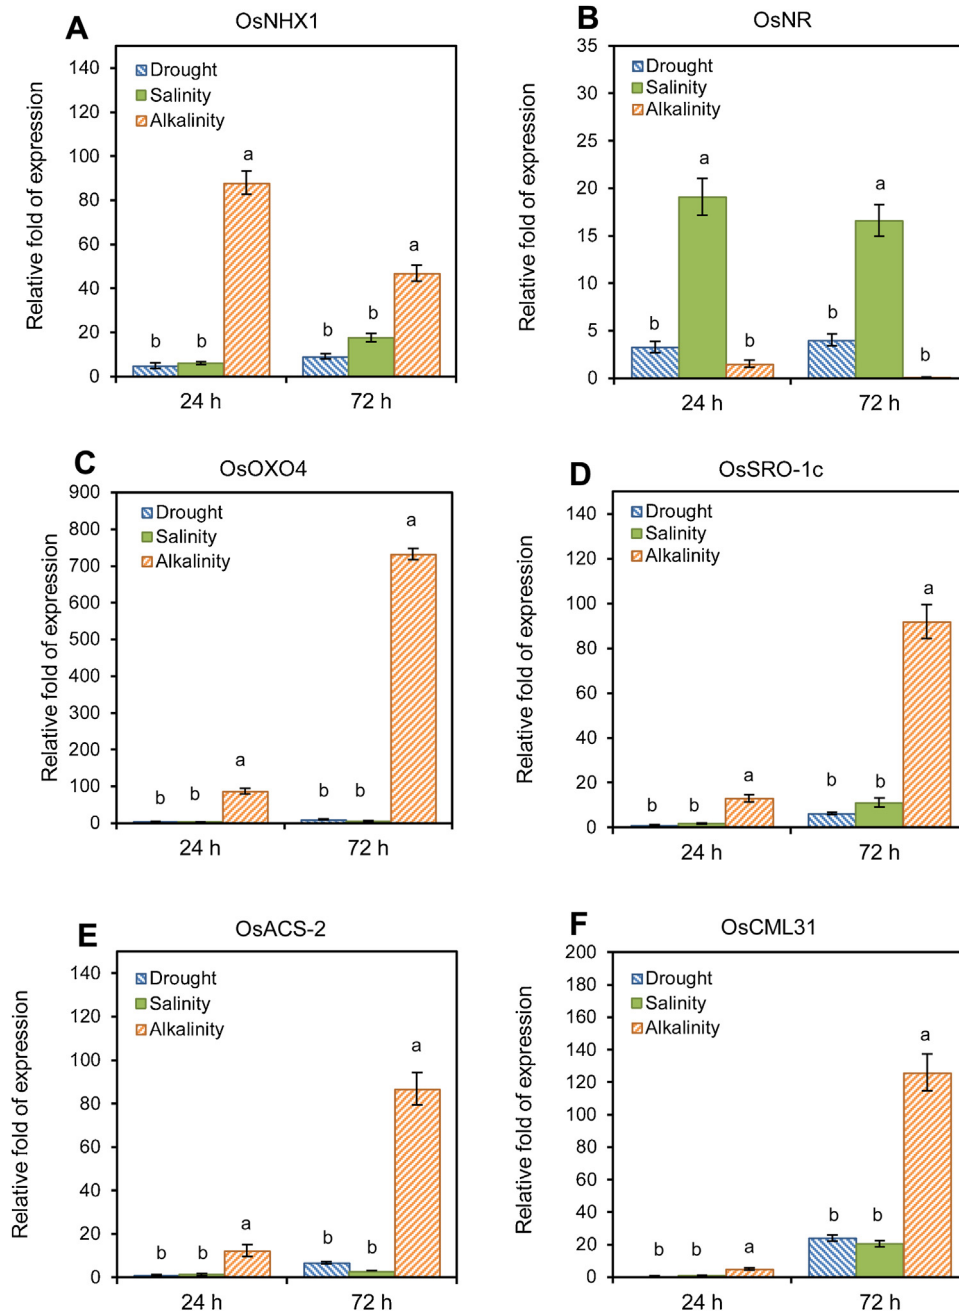 A
OsNHX1
Relative fold of expression
140
120
100
80
60
40
20
0
Drought
Salinity
Alkalinity
b
b
a
b
b
a
24 h
72 h
B
OsNR
Relative fold of expression
35
30
25
20
15
10
5
0
Drought
Salinity
Alkalinity
b
a
b
b
a
b
24 h
72 h
C
OsOXO4
Relative fold of expression
900
800
700
600
500
400
300
200
100
0
Drought
Salinity
Alkalinity
b
b
a
b
b
a
24 h
72 h
D
OsSRO-1c
Relative fold of expression
140
120
100
80
60
40
20
0
Drought
Salinity
Alkalinity
b
b
a
b
b
a
24 h
72 h
E
OsACS-2
Relative fold of expression
140
120
100
80
60
40
20
0
Drought
Salinity
Alkalinity
b
b
a
b
b
a
24 h
72 h
F
OsCML31
Relative fold of expression
200
180
160
140
120
100
80
60
40
20
0
Drought
Salinity
Alkalinity
b
b
a
b
b
a
24 h
72 h